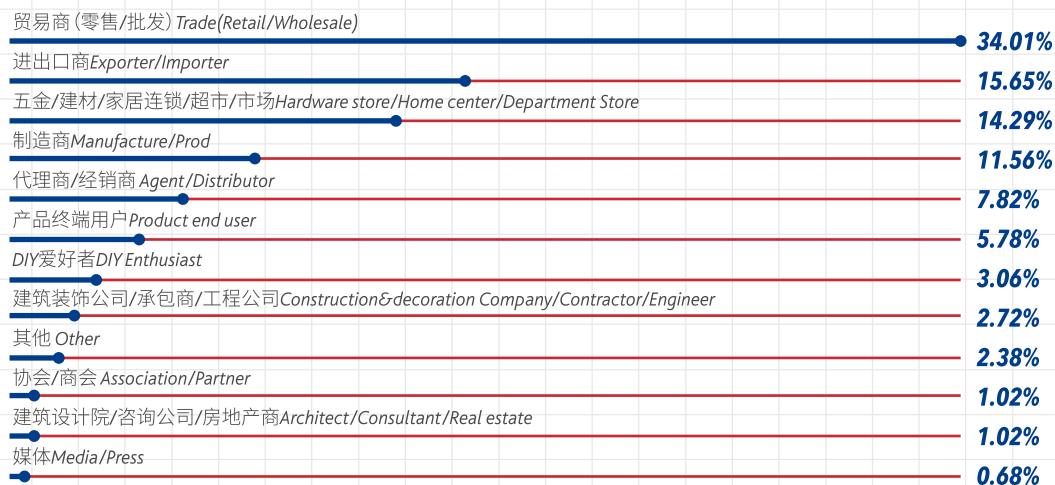 贸易商（零售/批发）Trade(Retail/Wholesale)
34.01%
进出口商Exporter/Importer
15.65%
五金/建材/家居连锁/超市/市场Hardware store/Home center/Department Store
14.29%
制造商Manufacture/Prod
11.56%
代理商/经销商 Agent/Distributor
7.82%
产品终端用户Product end user
5.78%
DIY爱好者DIY Enthusiast
3.06%
建筑装饰公司/承包商/工程公司Construction&decoration Company/Contractor/Engineer
2.72%
其他 Other
2.38%
协会/商会 Association/Partner
1.02%
建筑设计院/咨询公司/房地产商Architect/Consultant/Real estate
1.02%
媒体Media/Press
0.68%